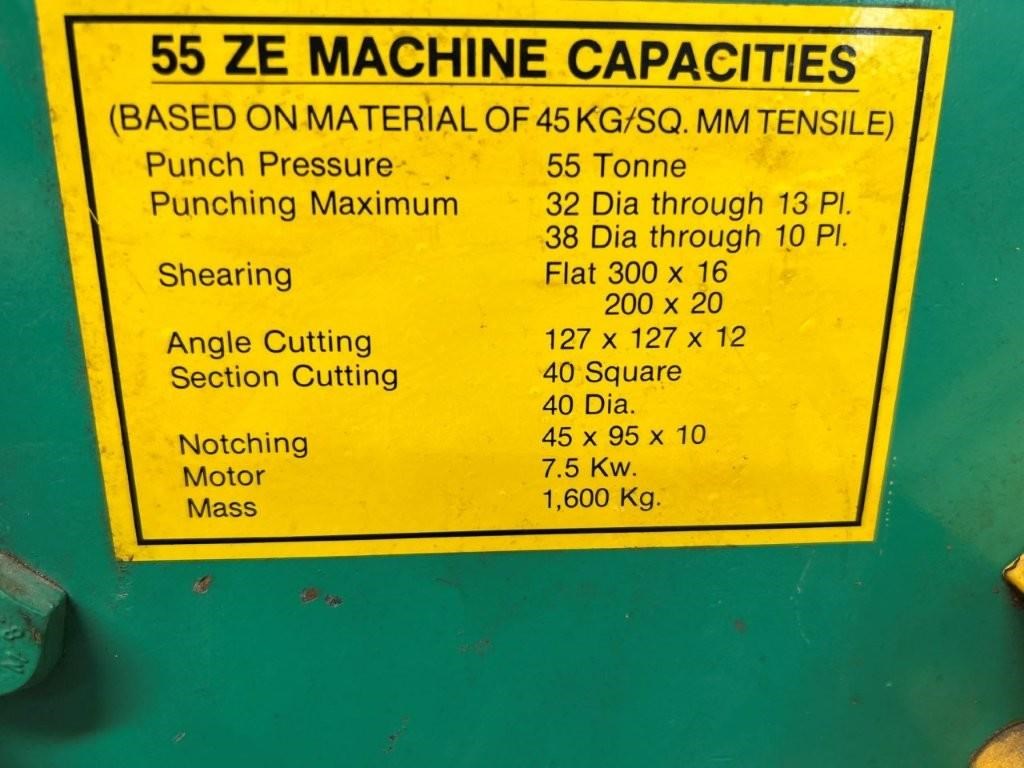 55 ZE MACHINE CAPACITIES
(BASED ON MATERIAL OF 45KG/SQ. MM TENSILE)
Punch Pressure 55 Tonne
Punching Maximum 32 Dia through 13 Pl.
38 Dia through 10 Pl.
Shearing Flat 300 x 16
200 x 20
Angle Cutting 127 x 127 x 12
Section Cutting 40 Square
40 Dia.
Notching 45 x 95 x 10
Motor 7.5 Kw.
Mass 1,600 Kg.